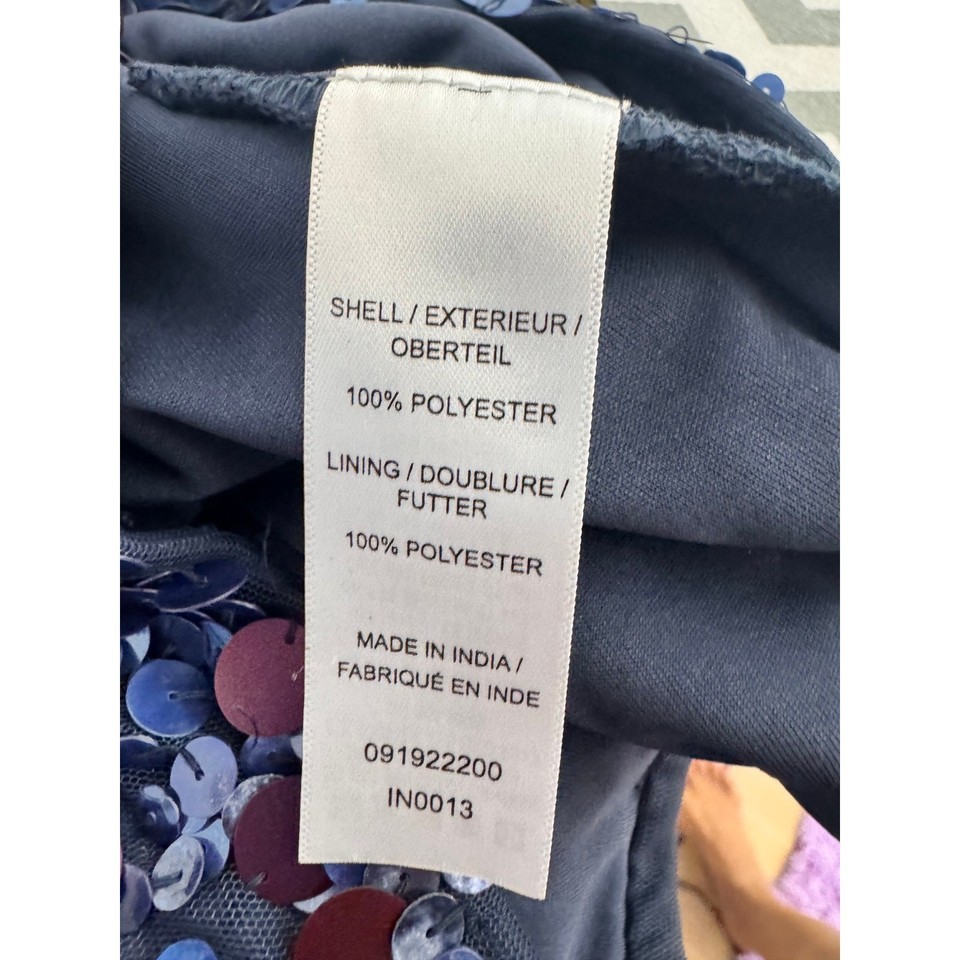 SHELL / EXTERIEUR /
OBERTEIL
100% POLYESTER
LINING / DOUBLURE /
FUTTER
100% POLYESTER
MADE IN INDIA /
FABRIQUÉ EN INDE
091922200
IN0013